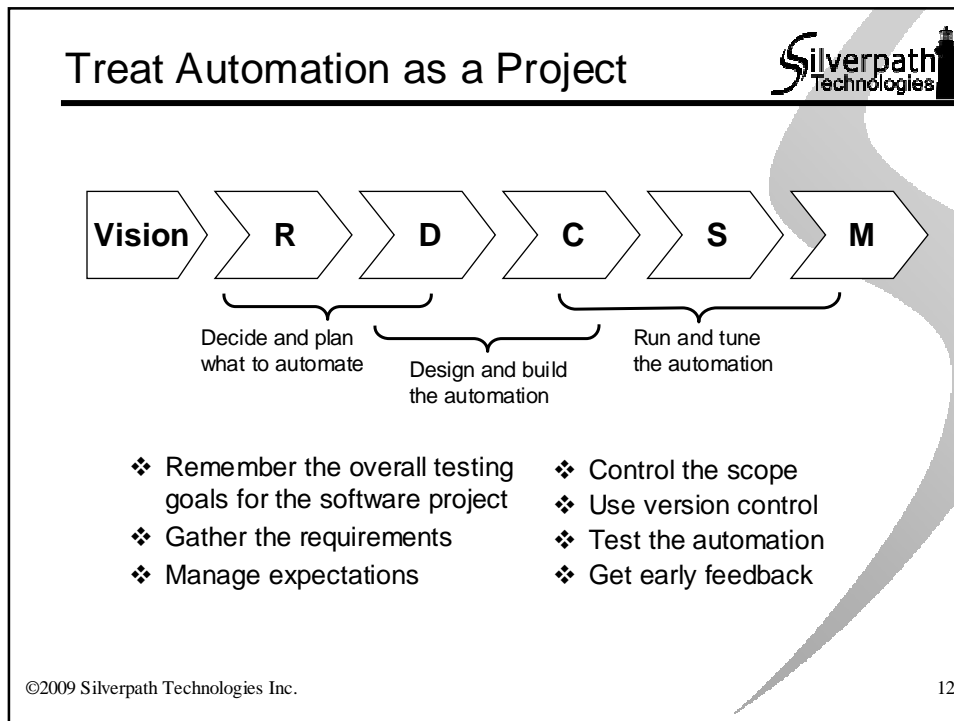 Treat Automation as a Project
Silverpath
Technologies
Vision
R
D
C
S
M
Decide and plan
what to automate
Design and build
the automation
Run and tune
the automation
❖ Remember the overall testing
goals for the software project
❖ Gather the requirements
❖ Manage expectations
❖ Control the scope
❖ Use version control
❖ Test the automation
❖ Get early feedback
©2009 Silverpath Technologies Inc.
12